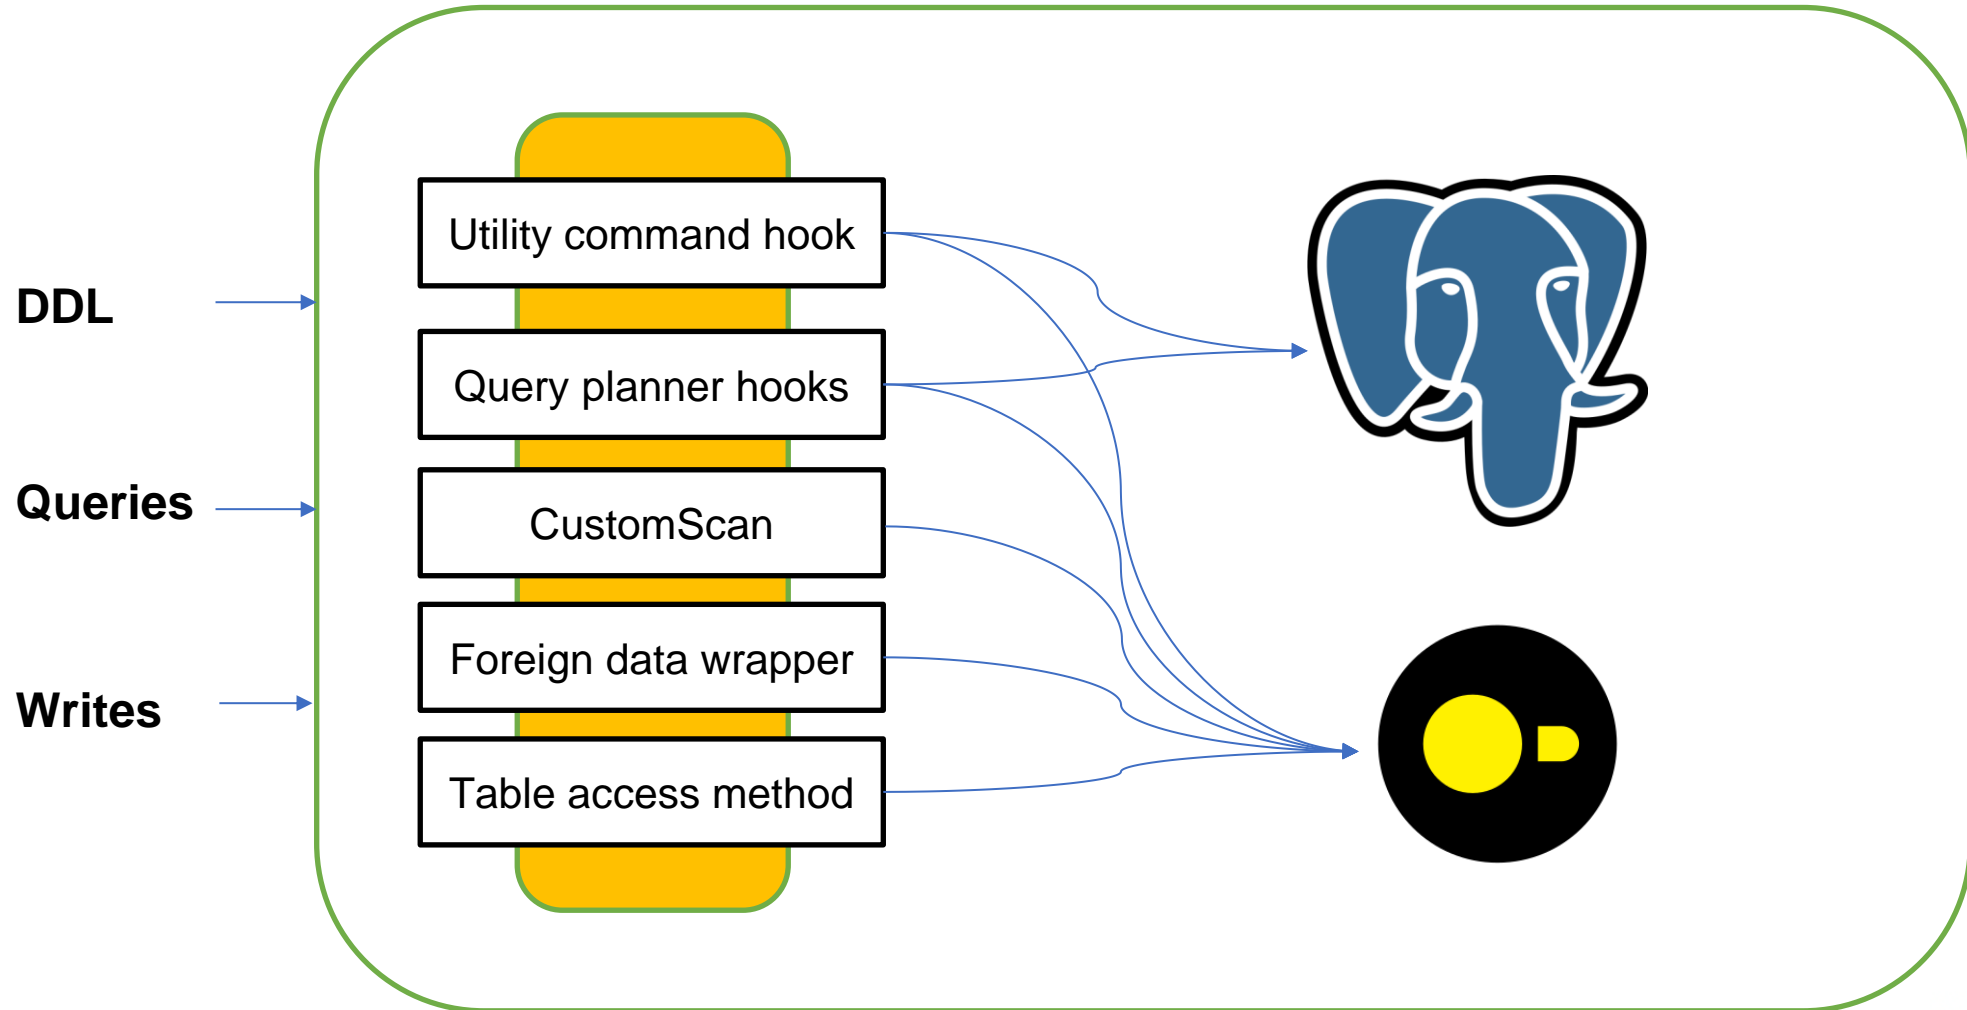 DDL
Queries
Writes
Utility command hook
Query planner hooks
CustomScan
Foreign data wrapper
Table access method